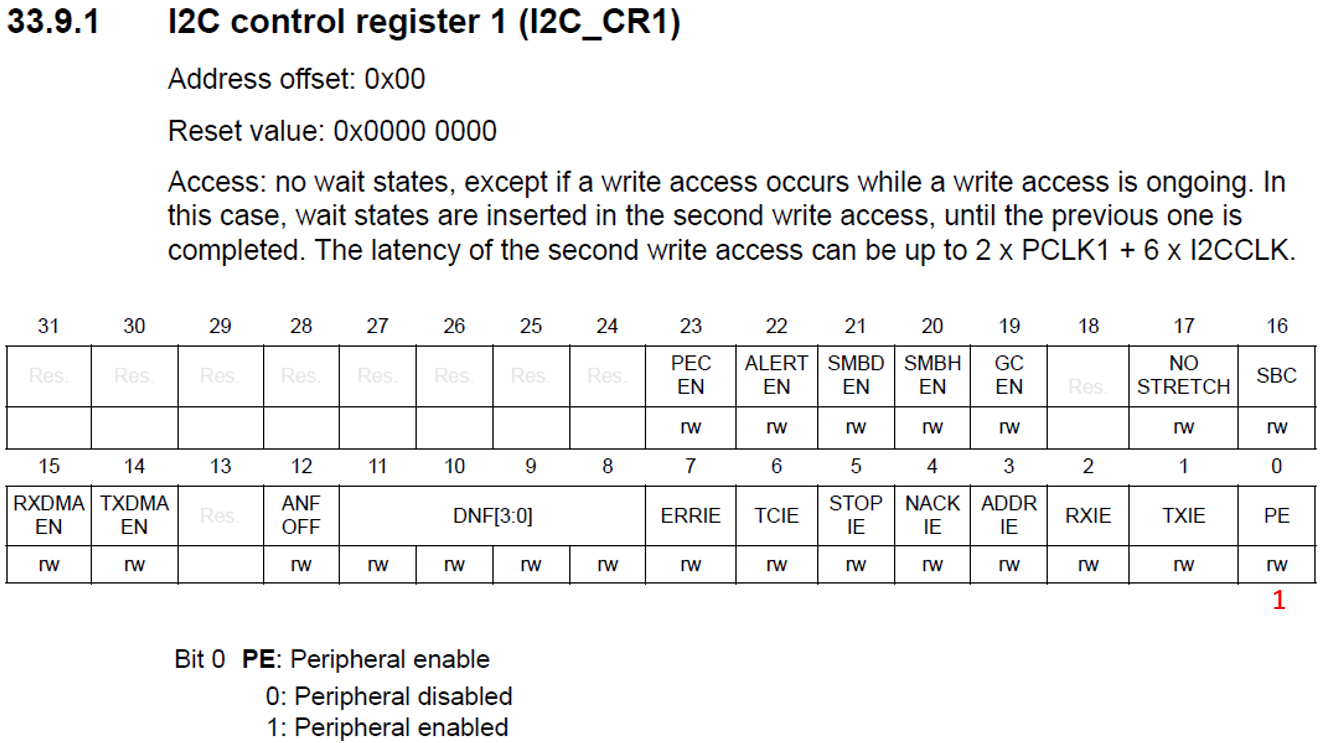 33.9.1 I2C control register 1 (I2C_CR1)
Address offset: 0x00
Reset value: 0x0000 0000
Access: no wait states, except if a write access occurs while a write access is ongoing. In
this case, wait states are inserted in the second write access, until the previous one is
completed. The latency of the second write access can be up to 2 x PCLK1 + 6 x I2CCLK.
31 30 29 28 27 26 25 24 23 22 21 20 19 18 17 16
Res. Res. Res. Res. Res. Res. Res. Res. PEC EN ALERT EN SMBD EN SMBH EN GC EN Res. NO STRETCH SBC
rw rw rw rw rw rw rw
15 14 13 12 11 10 9 8 7 6 5 4 3 2 1 0
RXDMA EN TXDMA EN Res. ANF OFF DNF[3:0] ERRIE TCIE STOP IE NACK IE ADDR IE RXIE TXIE PE
rw rw rw rw rw rw rw rw rw rw rw rw rw rw rw
1
Bit 0 PE: Peripheral enable
0: Peripheral disabled
1: Peripheral enabled